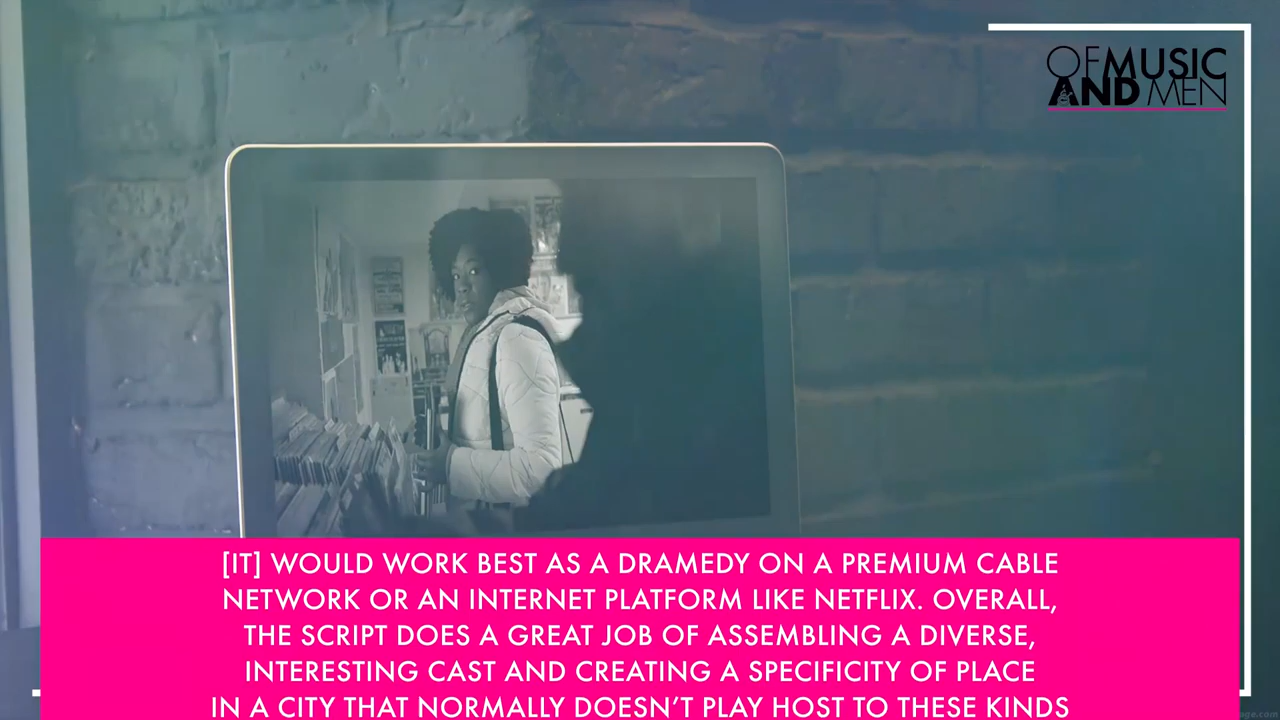 OFMUSIC
ANDMEN
[IT] WOULD WORK BEST AS A DRAMEDY ON A PREMIUM CABLE
NETWORK OR AN INTERNET PLATFORM LIKE NETFLIX. OVERALL,
THE SCRIPT DOES A GREAT JOB OF ASSEMBLING A DIVERSE,
INTERESTING CAST AND CREATING A SPECIFICITY OF PLACE
IN A CITY THAT NORMALLY DOESN’T PLAY HOST TO THESE KINDS